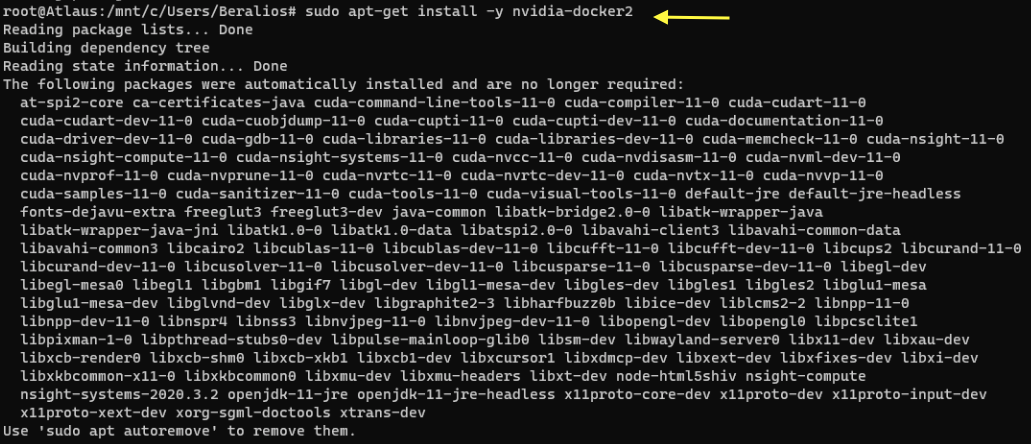 root@Atlaus:/mnt/c/Users/Beralios# sudo apt-get install -y nvidia-docker2
Reading package lists... Done
Building dependency tree
Reading state information... Done
The following packages were automatically installed and are no longer required:
  at-spi2-core ca-certificates-java cuda-command-line-tools-11-0 cuda-compiler-11-0 cuda-cudart-11-0
  cuda-cudart-dev-11-0 cuda-cuobjdump-11-0 cuda-cupti-11-0 cuda-cupti-dev-11-0 cuda-documentation-11-0
  cuda-driver-dev-11-0 cuda-gdb-11-0 cuda-libraries-11-0 cuda-libraries-dev-11-0 cuda-memcheck-11-0 cuda-nsight-11-0
  cuda-nsight-compute-11-0 cuda-nsight-systems-11-0 cuda-nvcc-11-0 cuda-nvdisasm-11-0 cuda-nvml-dev-11-0
  cuda-nvprof-11-0 cuda-nvprune-11-0 cuda-nvrtc-11-0 cuda-nvrtc-dev-11-0 cuda-nvtx-11-0 cuda-nvvp-11-0
  cuda-samples-11-0 cuda-sanitizer-11-0 cuda-tools-11-0 cuda-visual-tools-11-0 default-jre default-jre-headless
  fonts-dejavu-extra freeglut3 freeglut3-dev java-common libatk-bridge2.0-0 libatk-wrapper-java
  libatk-wrapper-java-jni libatk1.0-0 libatk1.0-data libatspi2.0-0 libavahi-client3 libavahi-common-data
  libavahi-common3 libcairo2 libcublas-11-0 libcublas-dev-11-0 libcufft-11-0 libcufft-dev-11-0 libcups2 libcurand-11-0
  libcurand-dev-11-0 libcusolver-11-0 libcusolver-dev-11-0 libcusparse-11-0 libcusparse-dev-11-0 libegl-dev
  libegl-mesa0 libegl1 libgbm1 libgif7 libgl-dev libgl1-mesa-dev libgles-dev libgles1 libgles2 libglu1-mesa
  libglu1-mesa-dev libglvnd-dev libglx-dev libgraphite2-3 libharfbuzz0b libice-dev liblcms2-2 libnpp-11-0
  libnpp-dev-11-0 libnspr4 libnss3 libnvjpeg-11-0 libnvjpeg-dev-11-0 libopengl-dev libopengl0 libpcsclite1
  libpixman-1-0 libpthread-stubs0-dev libpulse-mainloop-glib0 libsm-dev libwayland-server0 libx11-dev libxau-dev
  libxcb-render0 libxcb-shm0 libxcb-xkb1 libxcb1-dev libxcursor1 libxdmcp-dev libxext-dev libxfixes-dev libxi-dev
  libxkbcommon-x11-0 libxkbcommon0 libxmu-dev libxmu-headers libxt-dev node-html5shiv nsight-compute
  nsight-systems-2020.3.2 openjdk-11-jre openjdk-11-jre-headless x11proto-core-dev x11proto-dev x11proto-input-dev
  x11proto-xext-dev xorg-sgml-doctools xtrans-dev
Use 'sudo apt autoremove' to remove them.